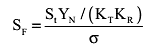 S_F = S_t Y_N / (K_T K_R) / σ